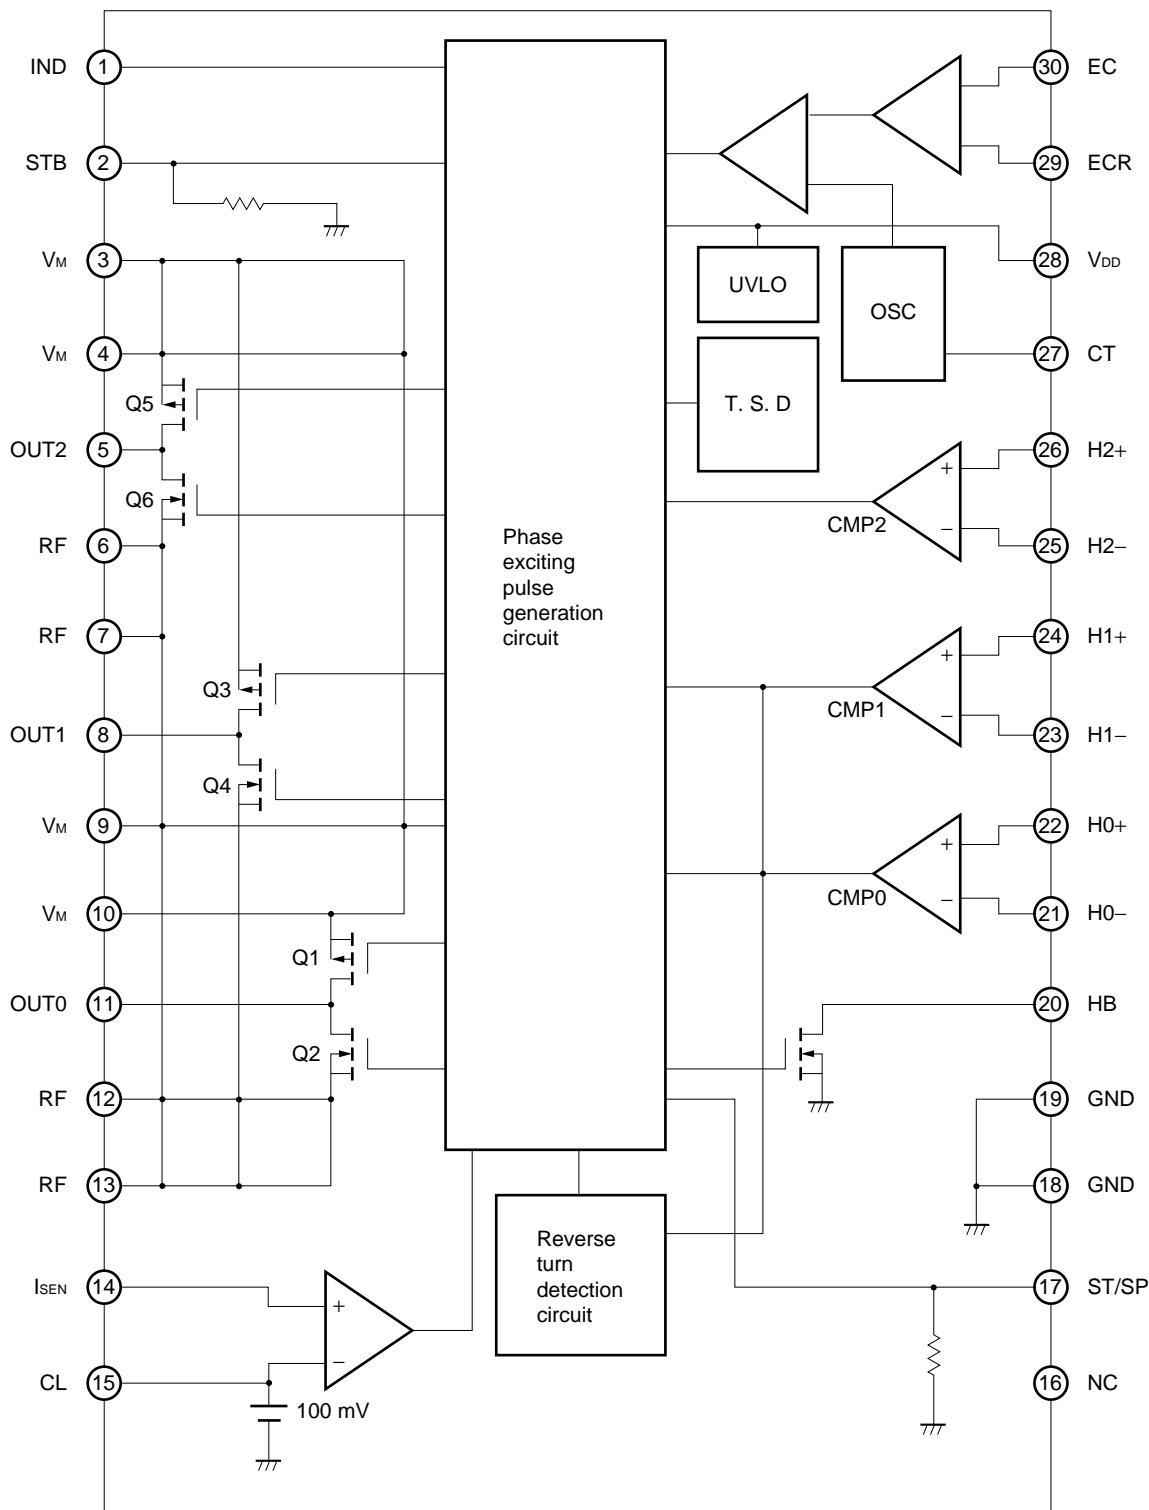 IND 1
STB 2
VM 3
VM 4
Q5
OUT2 5
Q6
RF 6
RF 7
Q3
OUT1 8
Q4
VM 9
VM 10
Q1
OUT0 11
Q2
RF 12
RF 13
ISEN 14
+
−
CL 15
100 mV
Phase
exciting
pulse
generation
circuit
Reverse
turn
detection
circuit
UVLO
OSC
T. S. D
30 EC
29 ECR
28 VDD
27 CT
26 H2+
+
CMP2
−
25 H2−
24 H1+
+
CMP1
−
23 H1−
22 H0+
+
CMP0
−
21 H0−
20 HB
19 GND
18 GND
17 ST/SP
16 NC